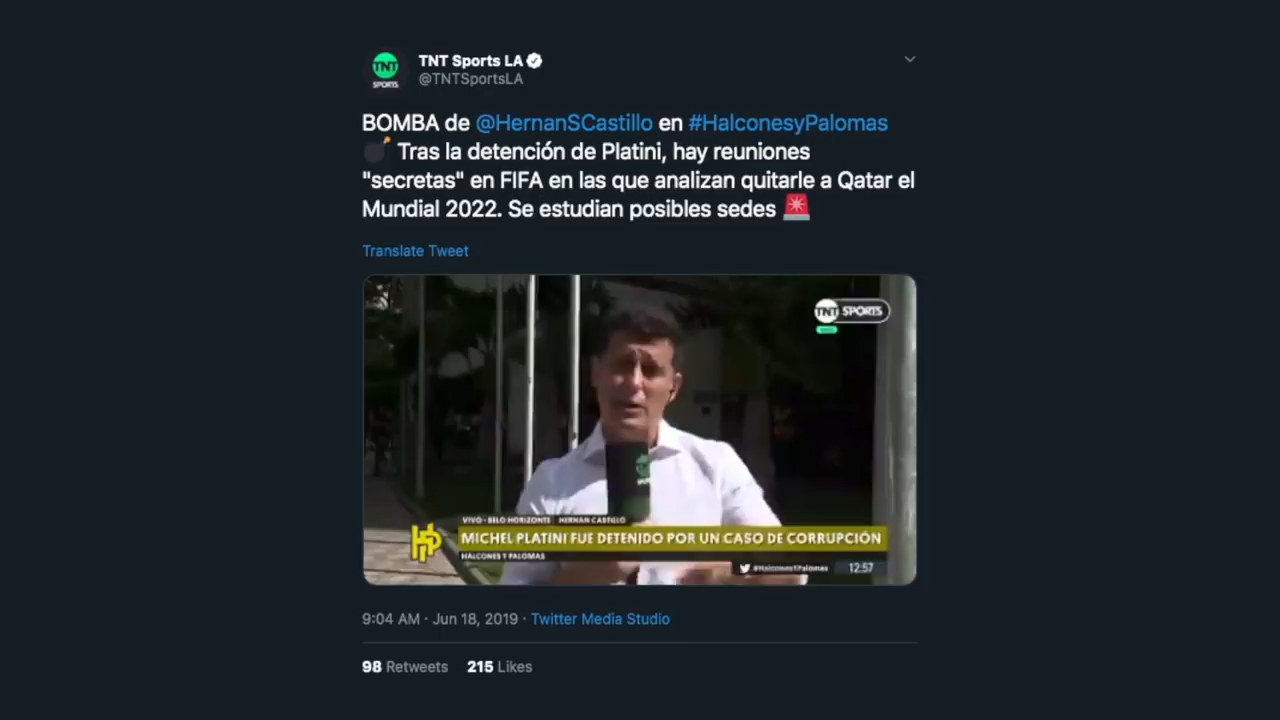 TNT Sports LA
@TNTSportsLA
TNT
SPORTS
BOMBA de @HernanSCastillo en #HalconesyPalomas
Tras la detención de Platini, hay reuniones
"secretas" en FIFA en las que analizan quitarle a Qatar el
Mundial 2022. Se estudian posibles sedes
Translate Tweet
TNT SPORTS
VIVO - BELO HORIZONTE HERNAN CASTILLO
HP MICHEL PLATINI FUE DETENIDO POR UN CASO DE CORRUPCIÓN
HALCONES Y PALOMAS
#HalconesYPalomas 12:57
9:04 AM · Jun 18, 2019 · Twitter Media Studio
98 Retweets 215 Likes